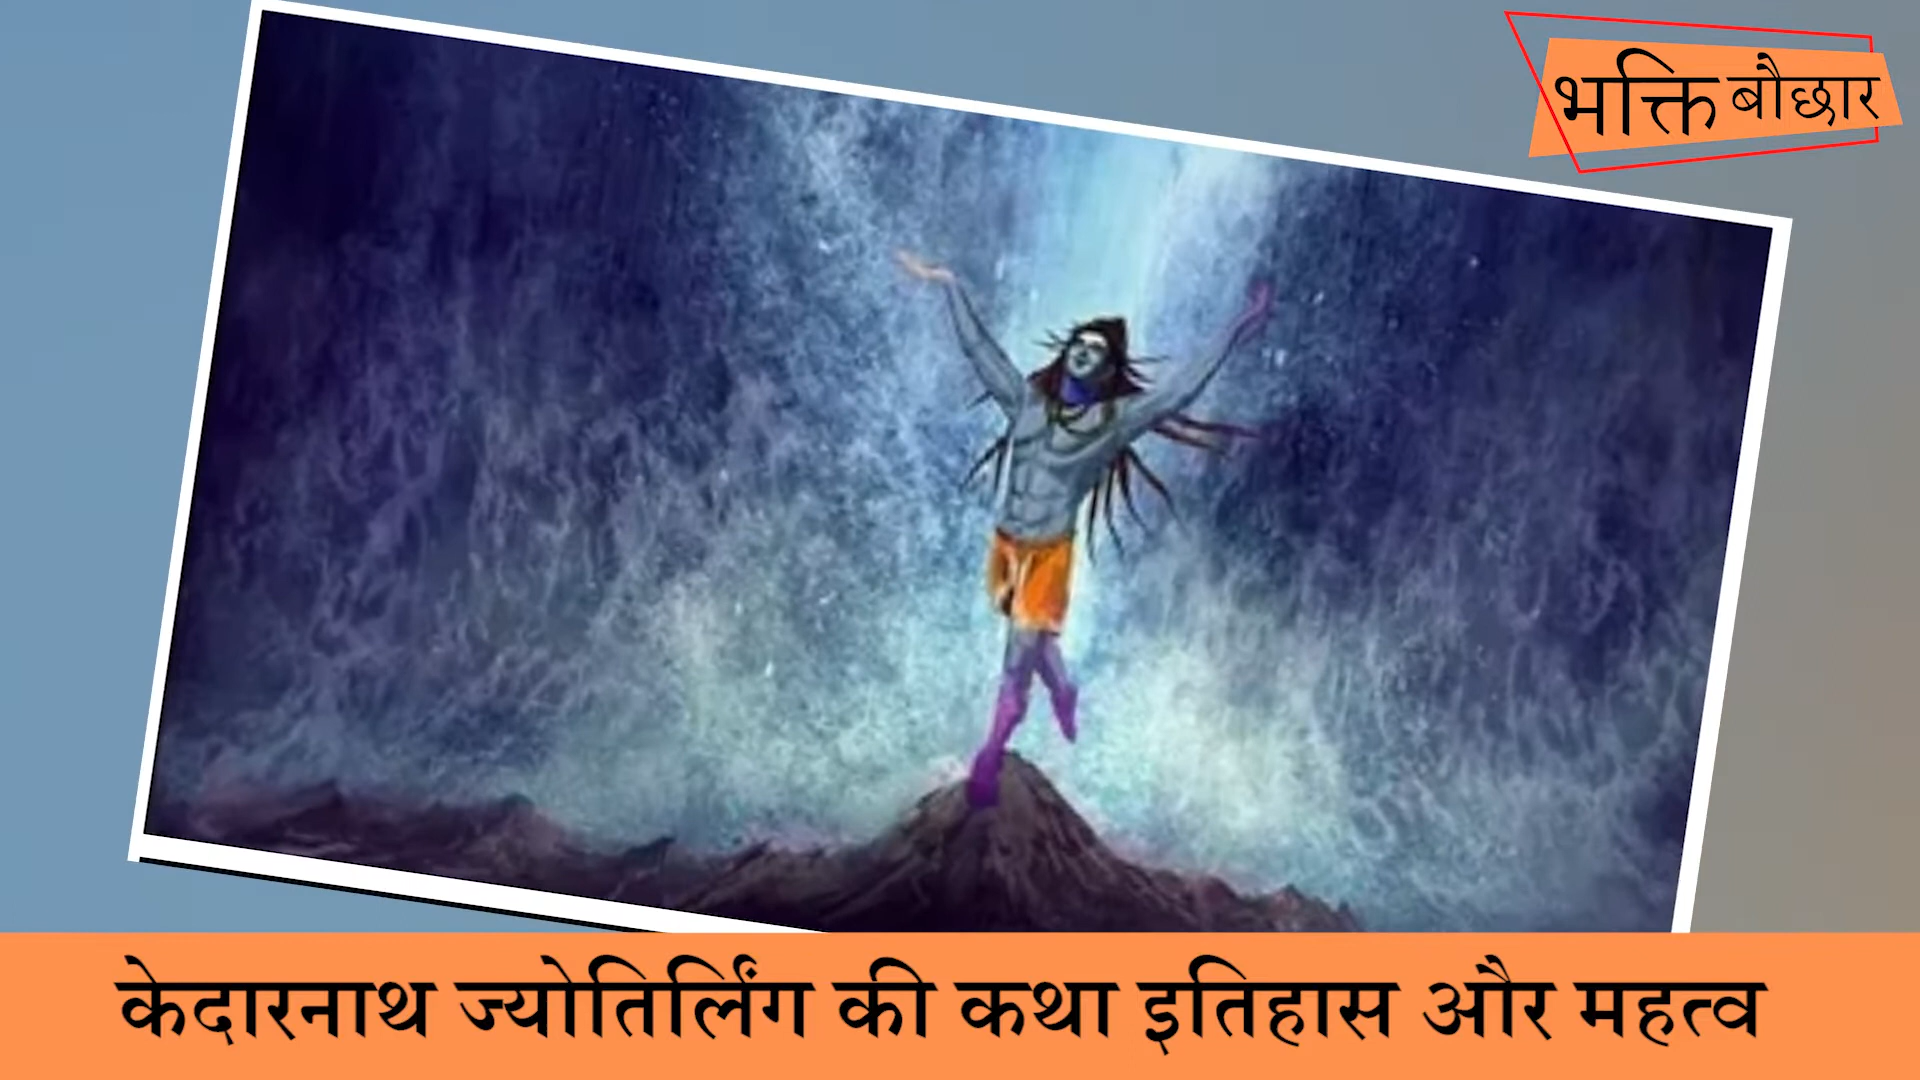 भक्ति बौछार
केदारनाथ ज्योतिर्लिंग की कथा इतिहास और महत्व